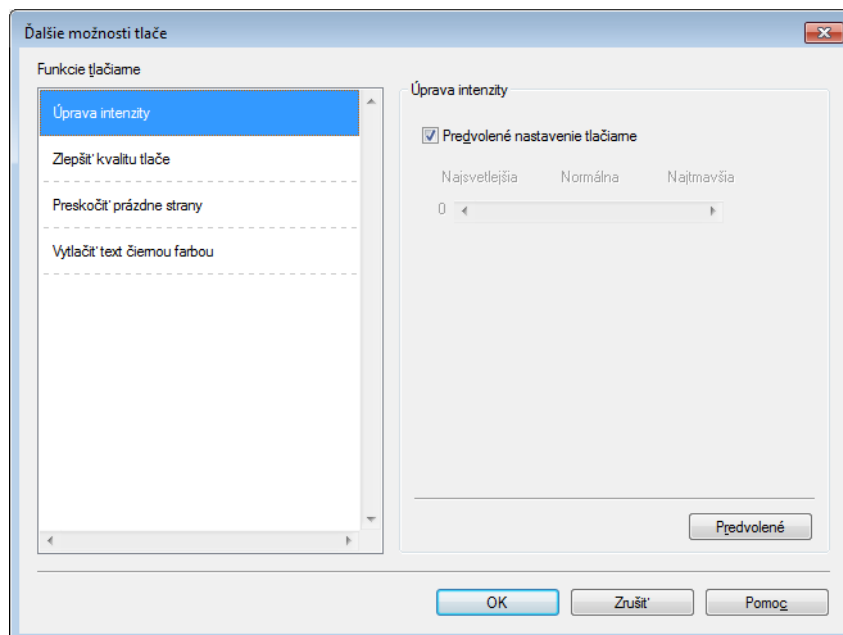 Ďalšie možnosti tlače
Funkcie tlačiarne
Úprava intenzity
Zlepšiť kvalitu tlače
Preskočiť prázdne strany
Vytlačiť text čiernou farbou
Úprava intenzity
Predvolené nastavenie tlačiarne
Najsvetlejšia Normálna Najtmavšia
0
Predvolené
OK Zrušiť Pomoc